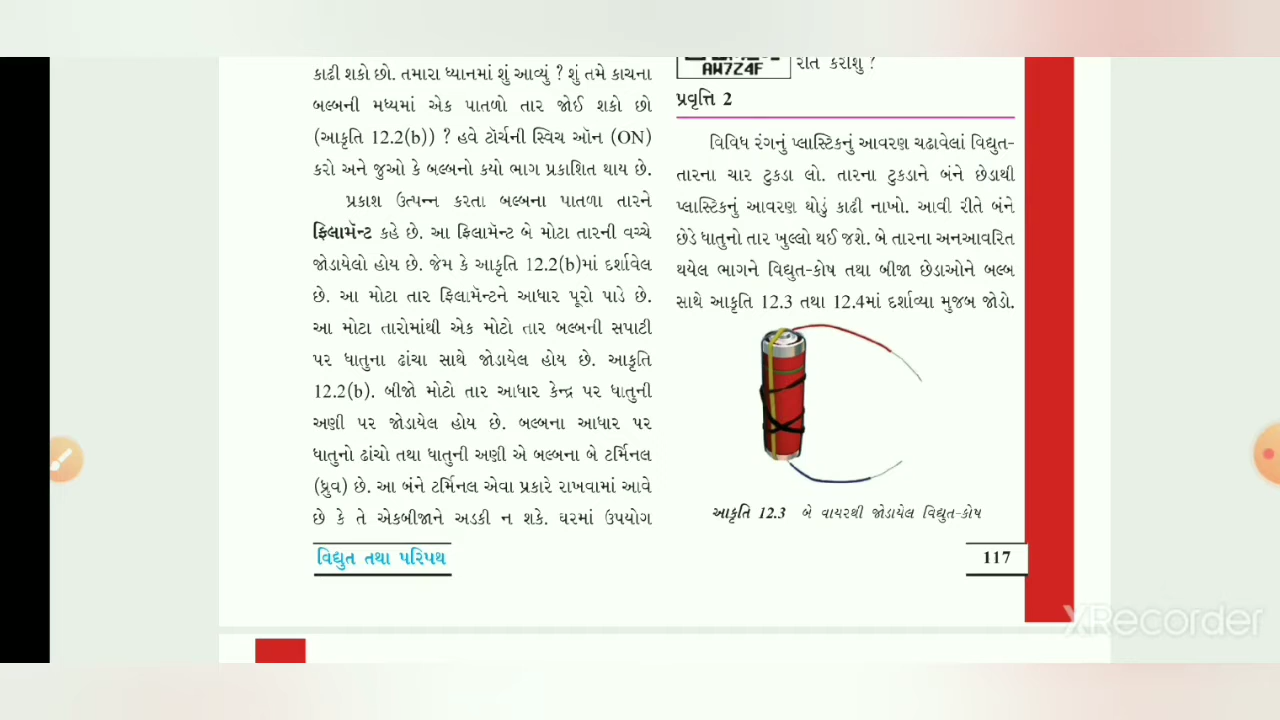 કાઢી શકો છો. તમારા ધ્યાનમાં શું આવ્યું ? શું તમે કાચના
બલ્બની મધ્યમાં એક પાતળો તાર જોઈ શકો છો
(આકૃતિ 12.2(b)) ? હવે ટૉર્ચની સ્વિચ ઑન (ON)
કરો અને જુઓ કે બલ્બનો કયો ભાગ પ્રકાશિત થાય છે.
પ્રકાશ ઉત્પન્ન કરતા બલ્બના પાતળા તારને
ફિલામૅન્ટ કહે છે. આ ફિલામૅન્ટ બે મોટા તારની વચ્ચે
જોડાયેલો હોય છે. જેમ કે આકૃતિ 12.2(b)માં દર્શાવેલ
છે. આ મોટા તાર ફિલામૅન્ટને આધાર પૂરો પાડે છે.
આ મોટા તારોમાંથી એક મોટો તાર બલ્બની સપાટી
પર ધાતુના ઢાંચા સાથે જોડાયેલ હોય છે. આકૃતિ
12.2(b). બીજો મોટો તાર આધાર કેન્દ્ર પર ધાતુની
અણી પર જોડાયેલ હોય છે. બલ્બના આધાર પર
ધાતુનો ઢાંચો તથા ધાતુની અણી એ બલ્બના બે ટર્મિનલ
(ધ્રુવ) છે. આ બંને ટર્મિનલ એવા પ્રકારે રાખવામાં આવે
છે કે તે એકબીજાને અડકી ન શકે. ઘરમાં ઉપયોગ
વિદ્યુત તથા પરિપથ
AW7Z4F
રીતે કરીશું ?
પ્રવૃત્તિ 2
વિવિધ રંગનું પ્લાસ્ટિકનું આવરણ ચઢાવેલાં વિદ્યુત-
તારના ચાર ટુકડા લો. તારના ટુકડાને બંને છેડાથી
પ્લાસ્ટિકનું આવરણ થોડું કાઢી નાખો. આવી રીતે બંને
છેડે ધાતુનો તાર ખુલ્લો થઈ જશે. બે તારના અનઆવરિત
થયેલ ભાગને વિદ્યુત-કોષ તથા બીજા છેડાઓને બલ્બ
સાથે આકૃતિ 12.3 તથા 12.4માં દર્શાવ્યા મુજબ જોડો.
આકૃતિ 12.3 બે વાયરથી જોડાયેલ વિદ્યુત-કોષ
117
XRecorder